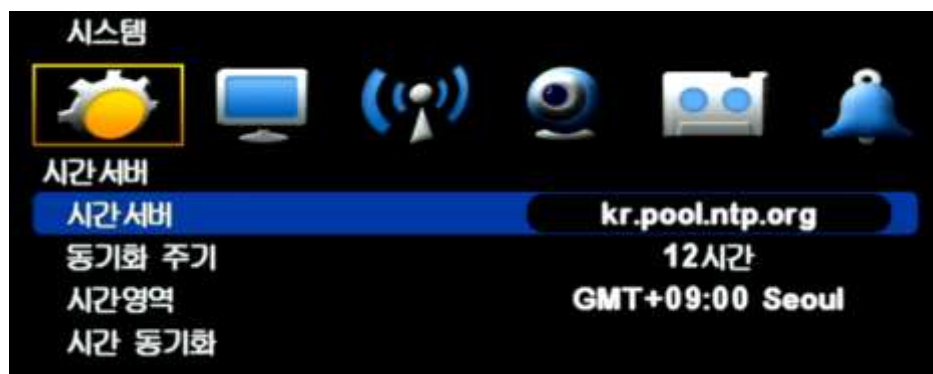 시스템
시간서버
시간서버 kr.pool.ntp.org
동기화 주기 12시간
시간영역 GMT+09:00 Seoul
시간 동기화